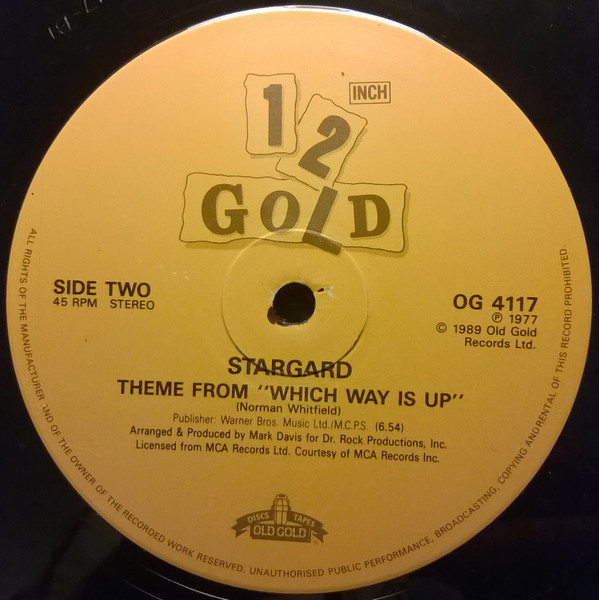 12
INCH
GOLD
SIDE TWO
45 RPM STEREO
OG 4117
℗ 1977
© 1989 Old Gold
Records Ltd.
STARGARD
THEME FROM "WHICH WAY IS UP"
(Norman Whitfield)
Publisher: Warner Bros. Music Ltd./M.C.P.S. (6.54)
Arranged & Produced by Mark Davis for Dr. Rock Productions, Inc.
Licensed from MCA Records Ltd. Courtesy of MCA Records Inc.
DISCS TAPES
OLD GOLD
ALL RIGHTS OF THE MANUFACTURER AND OF THE OWNER OF THE RECORDED WORK RESERVED. UNAUTHORISED PUBLIC PERFORMANCE, BROADCASTING, COPYING AND RENTAL OF THIS RECORD PROHIBITED.